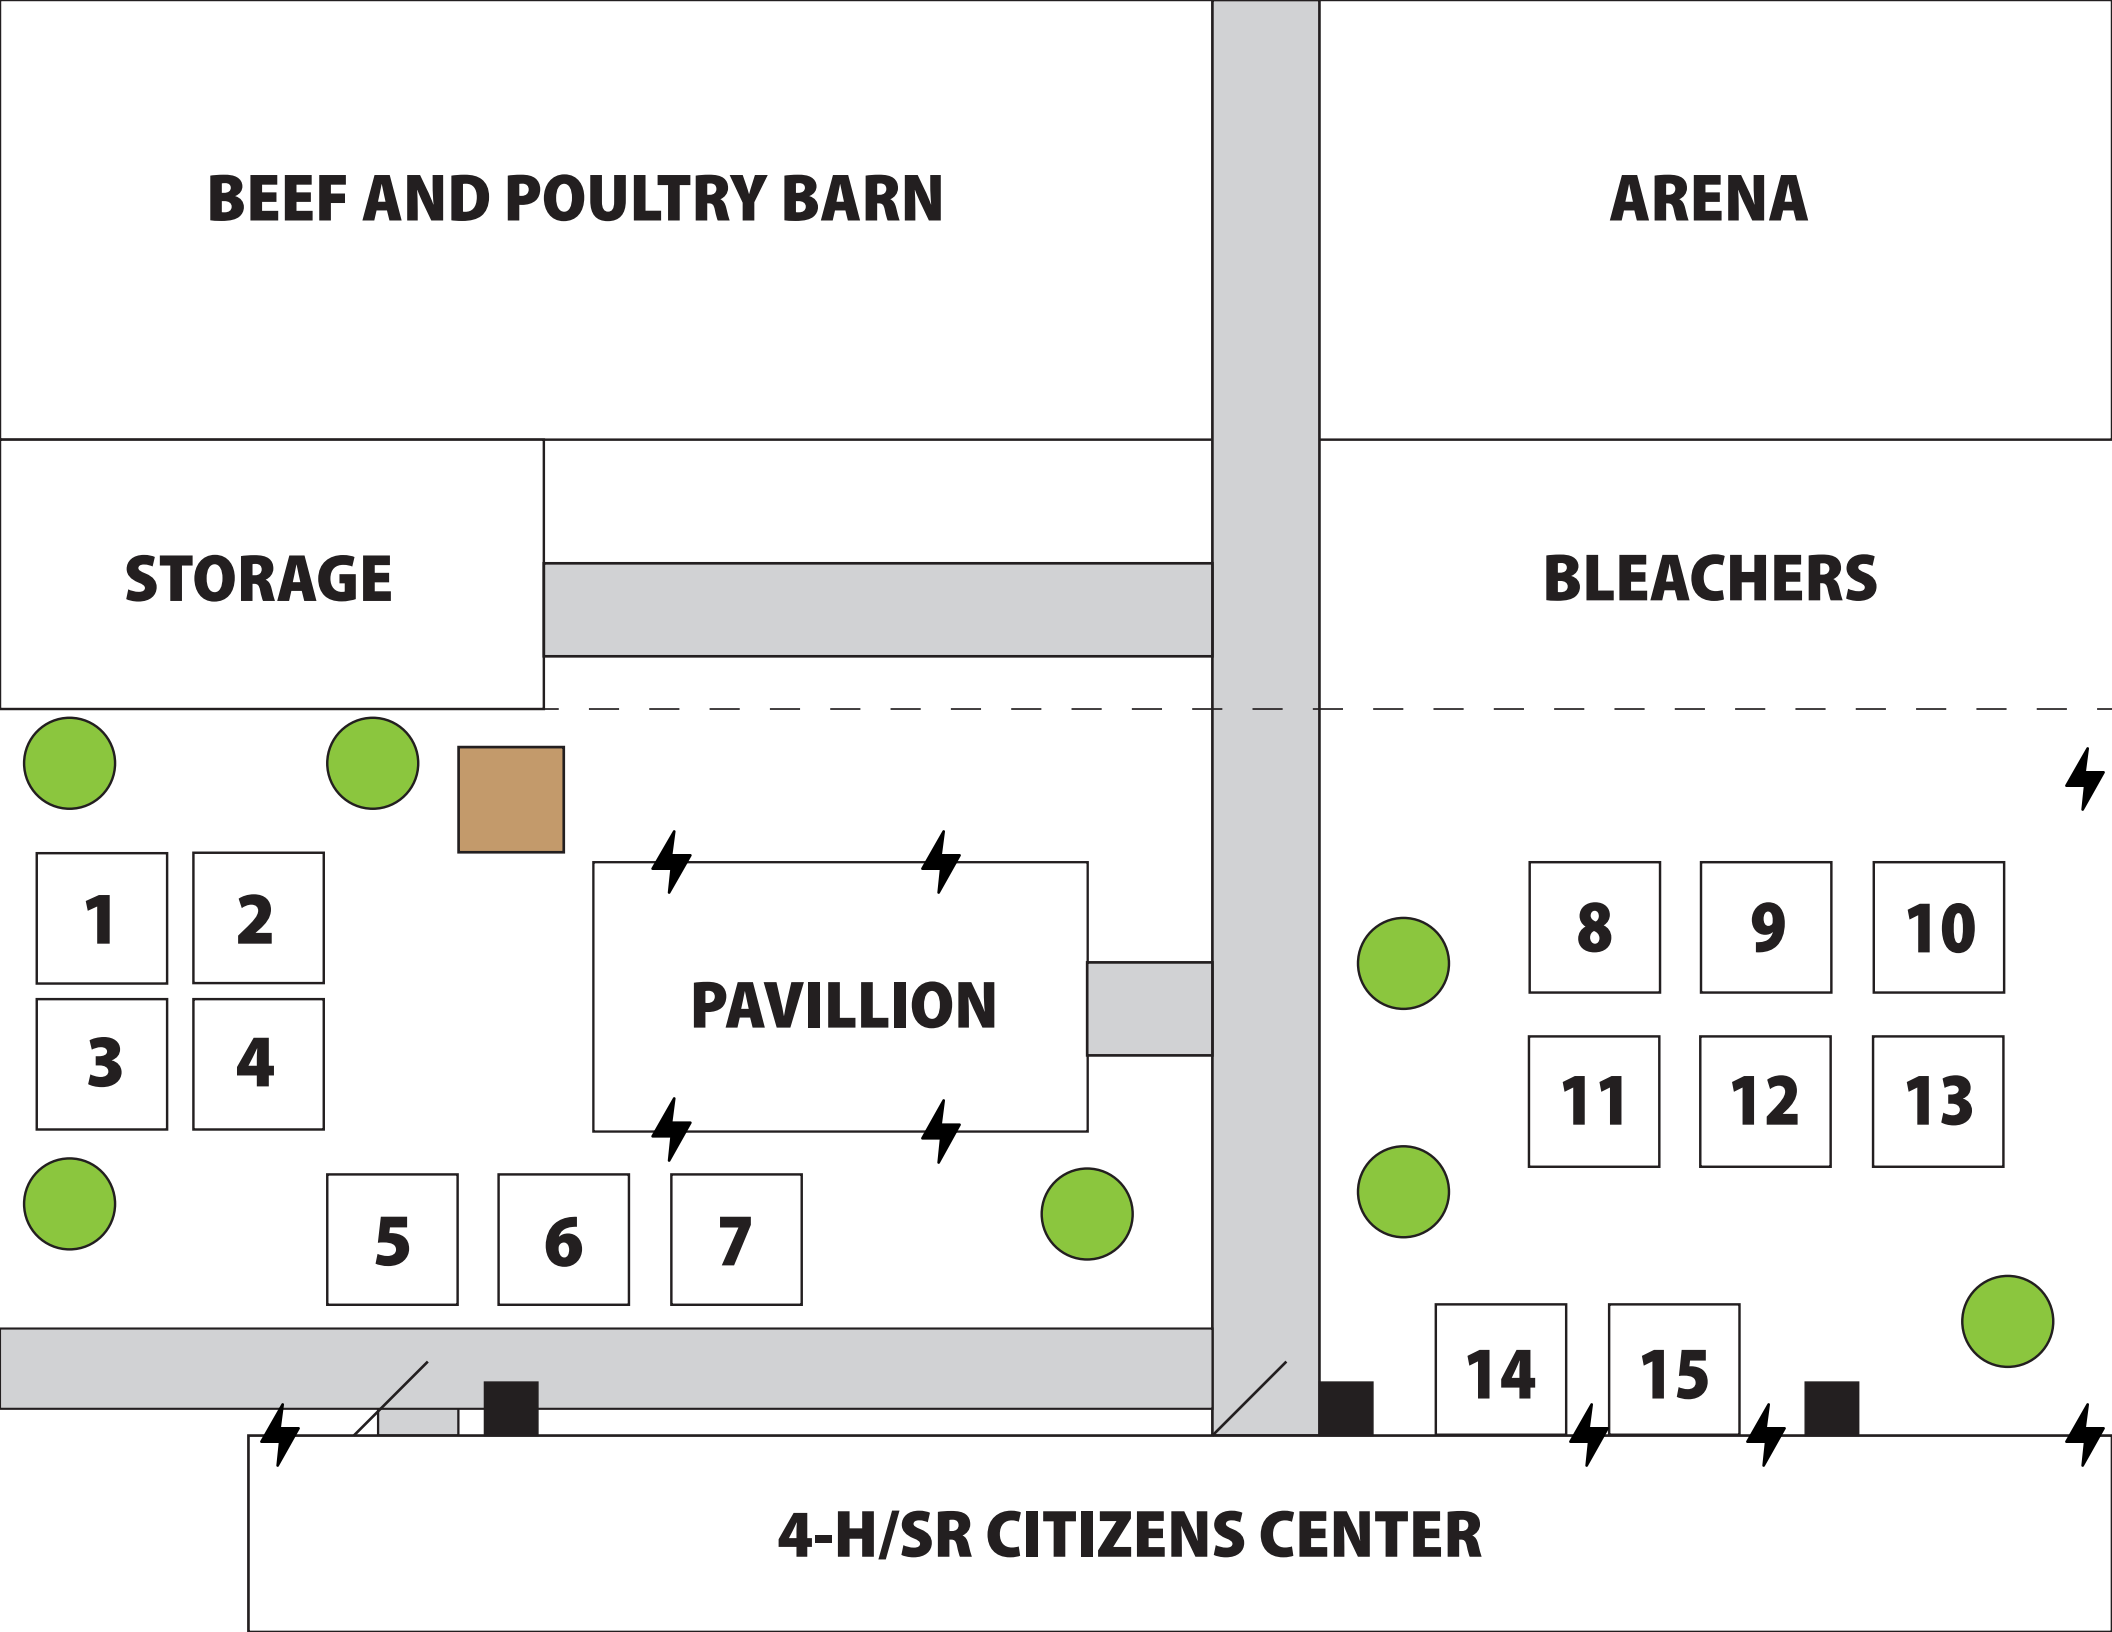 BEEF AND POULTRY BARN
ARENA
STORAGE
BLEACHERS
1
2
8
9
10
PAVILLION
3
4
11
12
13
5
6
7
14
15
4-H/SR CITIZENS CENTER